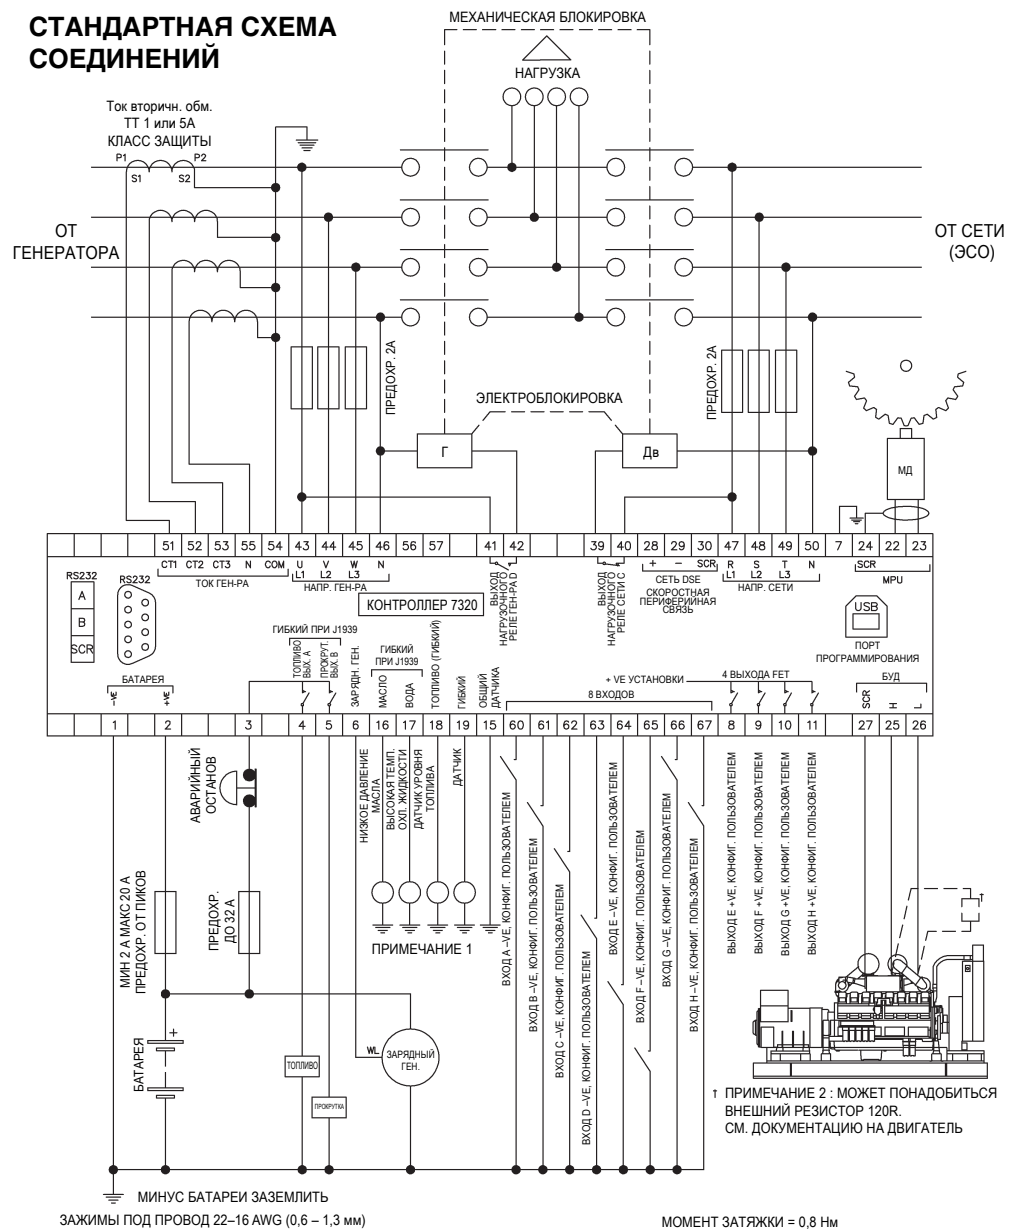 СТАНДАРТНАЯ СХЕМА
СОЕДИНЕНИЙ
МЕХАНИЧЕСКАЯ БЛОКИРОВКА
НАГРУЗКА
Ток вторичн. обм.
ТТ 1 или 5А
КЛАСС ЗАЩИТЫ
P1 P2
S1 S2
ОТ
ГЕНЕРАТОРА
ОТ СЕТИ
(ЭСО)
ПРЕДОХР. 2А
ПРЕДОХР. 2А
ЭЛЕКТРОБЛОКИРОВКА
Г
Дв
МД
51 52 53 55 54 43 44 45 46 56 57 41 42 39 40 28 29 30 47 48 49 50 7 24 22 23
CT1 CT2 CT3 N COM U V W N + − SCR R S T N SCR
L1 L2 L3 L1 L2 L3
ТОК ГЕН-РА
НАПР. ГЕН-РА
ВЫХОД
НАГРУЗОЧНОГО
РЕЛЕ ГЕН-РА D
ВЫХОД
НАГРУЗОЧНОГО
РЕЛЕ СЕТИ C
СЕТЬ DSE
СКОРОСТНАЯ
ПЕРИФЕРИЙНАЯ
СВЯЗЬ
НАПР. СЕТИ
MPU
RS232
A
B
SCR
RS232
КОНТРОЛЛЕР 7320
USB
ПОРТ
ПРОГРАММИРОВАНИЯ
ГИБКИЙ ПРИ J1939
ТОПЛИВО
ВЫХ. А
ПРОКРУТ.
ВЫХ. В
ЗАРЯДН. ГЕН.
ГИБКИЙ
ПРИ J1939
МАСЛО
ВОДА
ТОПЛИВО (ГИБКИЙ)
ГИБКИЙ
ОБЩИЙ
ДАТЧИКА
+ VE УСТАНОВКИ
4 ВЫХОДА FET
8 ВХОДОВ
БУД
SCR
H
L
БАТАРЕЯ
−VE
+VE
1 2 3 4 5 6 16 17 18 19 15 60 61 62 63 64 65 66 67 8 9 10 11 27 25 26
АВАРИЙНЫЙ
ОСТАНОВ
НИЗКОЕ ДАВЛЕНИЕ
МАСЛА
ВЫСОКАЯ ТЕМП.
ОХЛ. ЖИДКОСТИ
ДАТЧИК УРОВНЯ
ТОПЛИВА
ДАТЧИК
ВХОД A –VE, КОНФИГ. ПОЛЬЗОВАТЕЛЕМ
ВХОД B –VE, КОНФИГ. ПОЛЬЗОВАТЕЛЕМ
ВХОД C –VE, КОНФИГ. ПОЛЬЗОВАТЕЛЕМ
ВХОД D –VE, КОНФИГ. ПОЛЬЗОВАТЕЛЕМ
ВХОД E –VE, КОНФИГ. ПОЛЬЗОВАТЕЛЕМ
ВХОД F –VE, КОНФИГ. ПОЛЬЗОВАТЕЛЕМ
ВХОД G –VE, КОНФИГ. ПОЛЬЗОВАТЕЛЕМ
ВХОД H –VE, КОНФИГ. ПОЛЬЗОВАТЕЛЕМ
ВЫХОД E +VE, КОНФИГ. ПОЛЬЗОВАТЕЛЕМ
ВЫХОД F +VE, КОНФИГ. ПОЛЬЗОВАТЕЛЕМ
ВЫХОД G +VE, КОНФИГ. ПОЛЬЗОВАТЕЛЕМ
ВЫХОД H +VE, КОНФИГ. ПОЛЬЗОВАТЕЛЕМ
МИН 2 А МАКС 20 А
ПРЕДОХР. ОТ ПИКОВ
ПРЕДОХР.
ДО 32 А
ПРИМЕЧАНИЕ 1
БАТАРЕЯ
+
−
ТОПЛИВО
ПРОКРУТКА
WL
ЗАРЯДНЫЙ
ГЕН.
†
† ПРИМЕЧАНИЕ 2 : МОЖЕТ ПОНАДОБИТЬСЯ
ВНЕШНИЙ РЕЗИСТОР 120R.
СМ. ДОКУМЕНТАЦИЮ НА ДВИГАТЕЛЬ
МИНУС БАТАРЕИ ЗАЗЕМЛИТЬ
ЗАЖИМЫ ПОД ПРОВОД 22–16 AWG (0,6 – 1,3 мм)
МОМЕНТ ЗАТЯЖКИ = 0,8 Нм